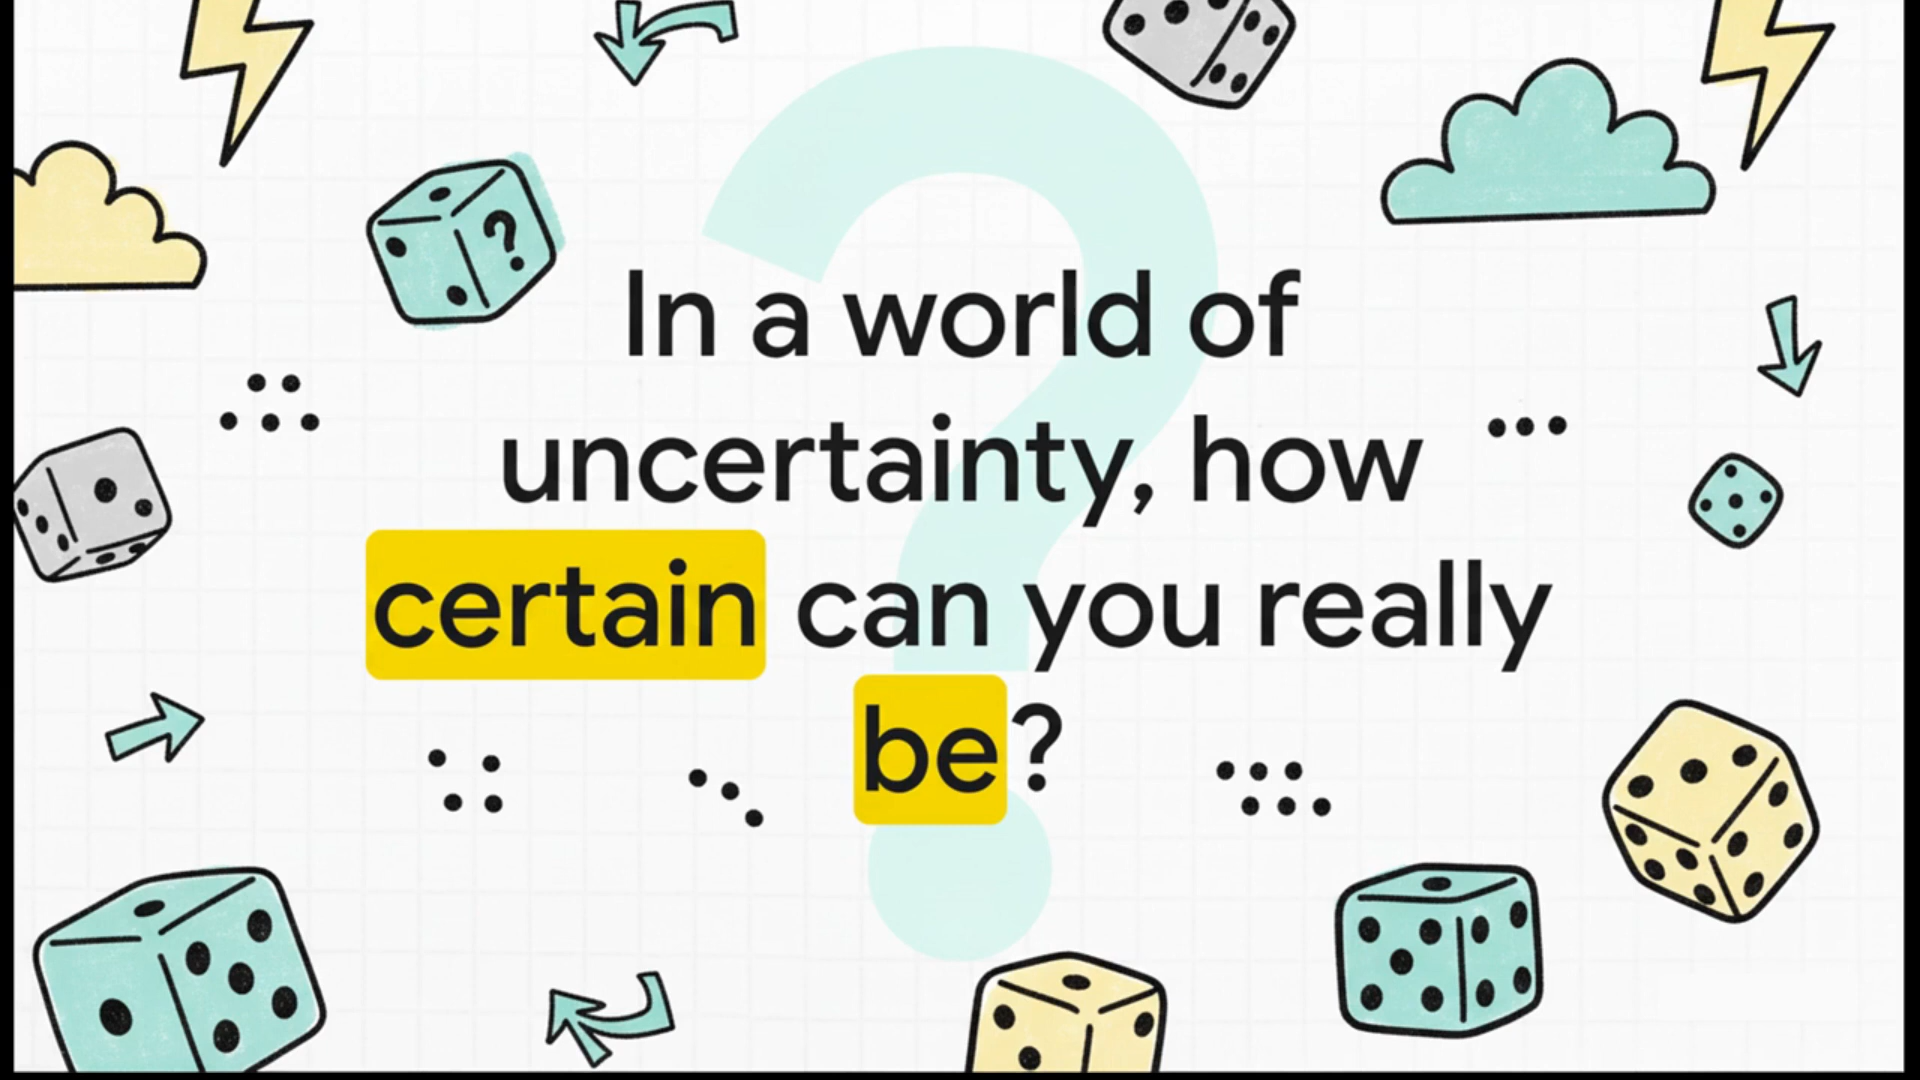 In a world of
uncertainty, how
certain can you really
be?
?